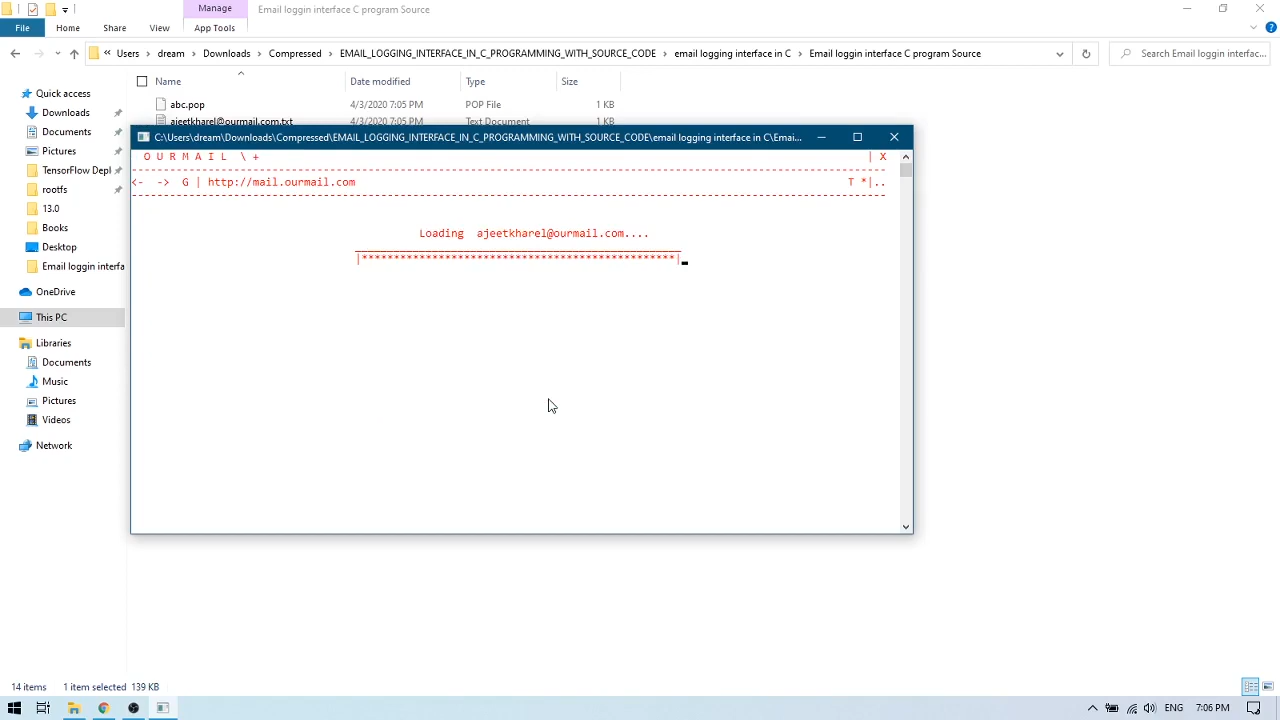 Manage
Email loggin interface C program Source
File
Home
Share
View
App Tools
« Users > dream > Downloads > Compressed > EMAIL_LOGGING_INTERFACE_IN_C_PROGRAMMING_WITH_SOURCE_CODE > email logging interface in C > Email loggin interface C program Source
Search Email loggin interfac...
Name
Date modified
Type
Size
Quick access
Downloads
Documents
Pictures
TensorFlow Depl
rootfs
13.0
Books
Desktop
Email loggin interfa
OneDrive
This PC
Libraries
Documents
Music
Pictures
Videos
Network
abc.pop 4/3/2020 7:05 PM POP File 1 KB
ajeetkharel@ourmail.com.txt 4/3/2020 7:05 PM Text Document 1 KB
C:\Users\dream\Downloads\Compressed\EMAIL_LOGGING_INTERFACE_IN_C_PROGRAMMING_WITH_SOURCE_CODE\email logging interface in C\Emai...
O U R M A I L \ + | X
<- -> G | http://mail.ourmail.com T *|..
Loading ajeetkharel@ourmail.com....
|*************************************************|
14 items 1 item selected 139 KB
ENG 7:06 PM